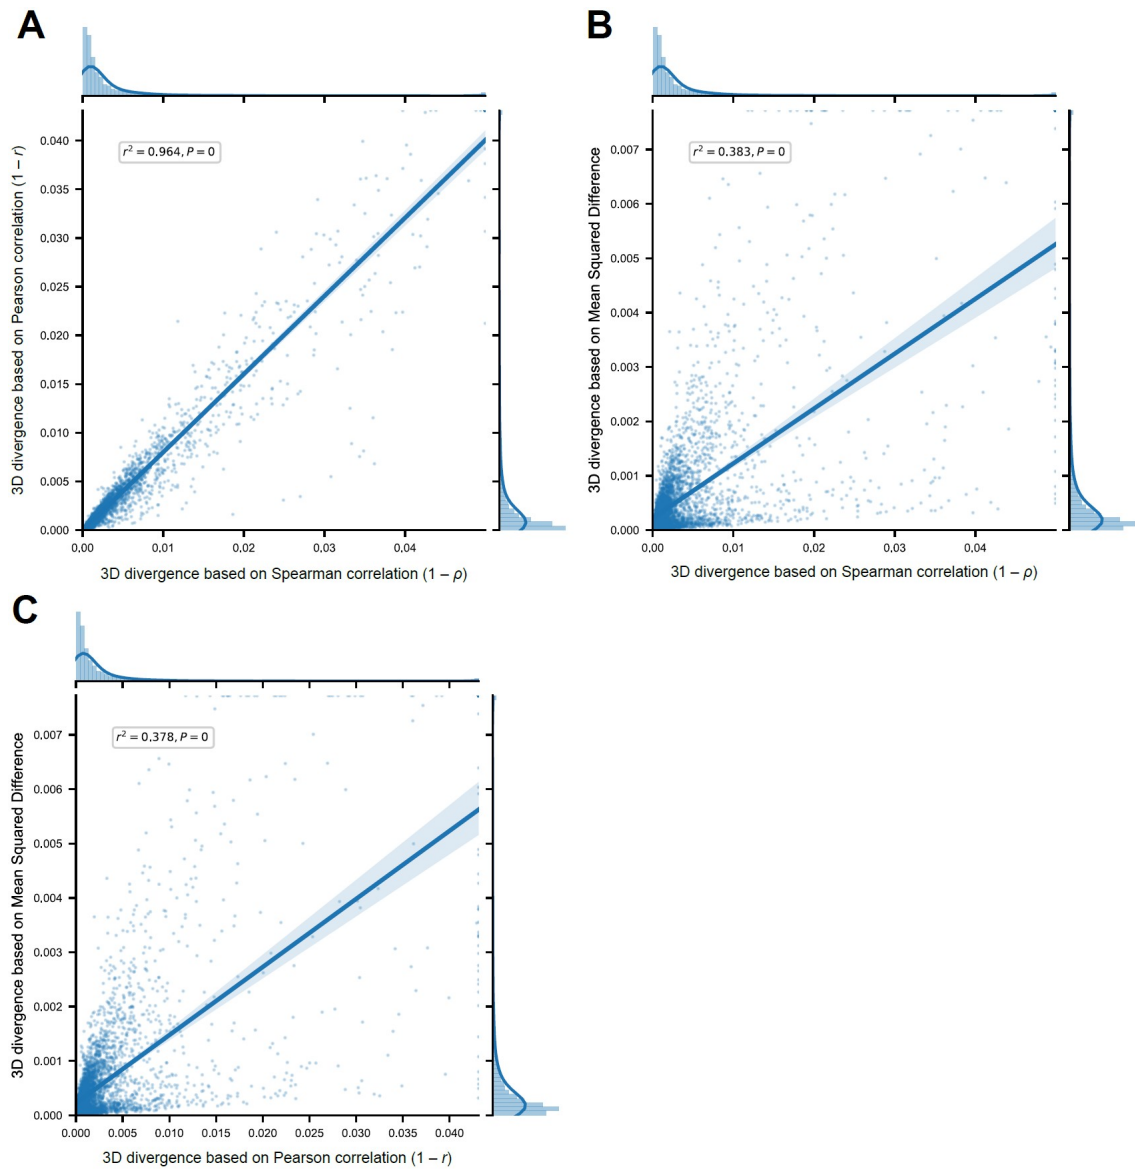 A
3D divergence based on Pearson correlation (1 – r)
0.040
0.035
0.030
0.025
0.020
0.015
0.010
0.005
0.000
r² = 0.964, P = 0
0.00 0.01 0.02 0.03 0.04
3D divergence based on Spearman correlation (1 – ρ)
B
3D divergence based on Mean Squared Difference
0.007
0.006
0.005
0.004
0.003
0.002
0.001
0.000
r² = 0.383, P = 0
0.00 0.01 0.02 0.03 0.04
3D divergence based on Spearman correlation (1 – ρ)
C
3D divergence based on Mean Squared Difference
0.007
0.006
0.005
0.004
0.003
0.002
0.001
0.000
r² = 0.378, P = 0
0.000 0.005 0.010 0.015 0.020 0.025 0.030 0.035 0.040
3D divergence based on Pearson correlation (1 – r)